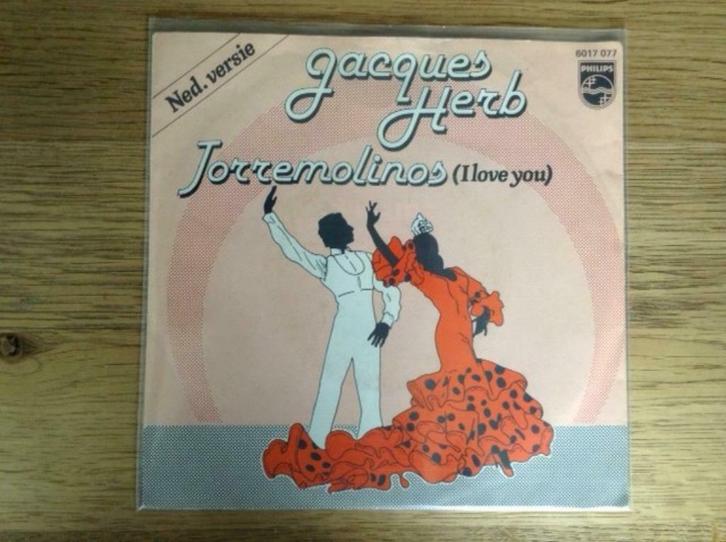 Ned. versie
Jacques
Herb
6017 077
PHILIPS
Torremolinos (I love you)